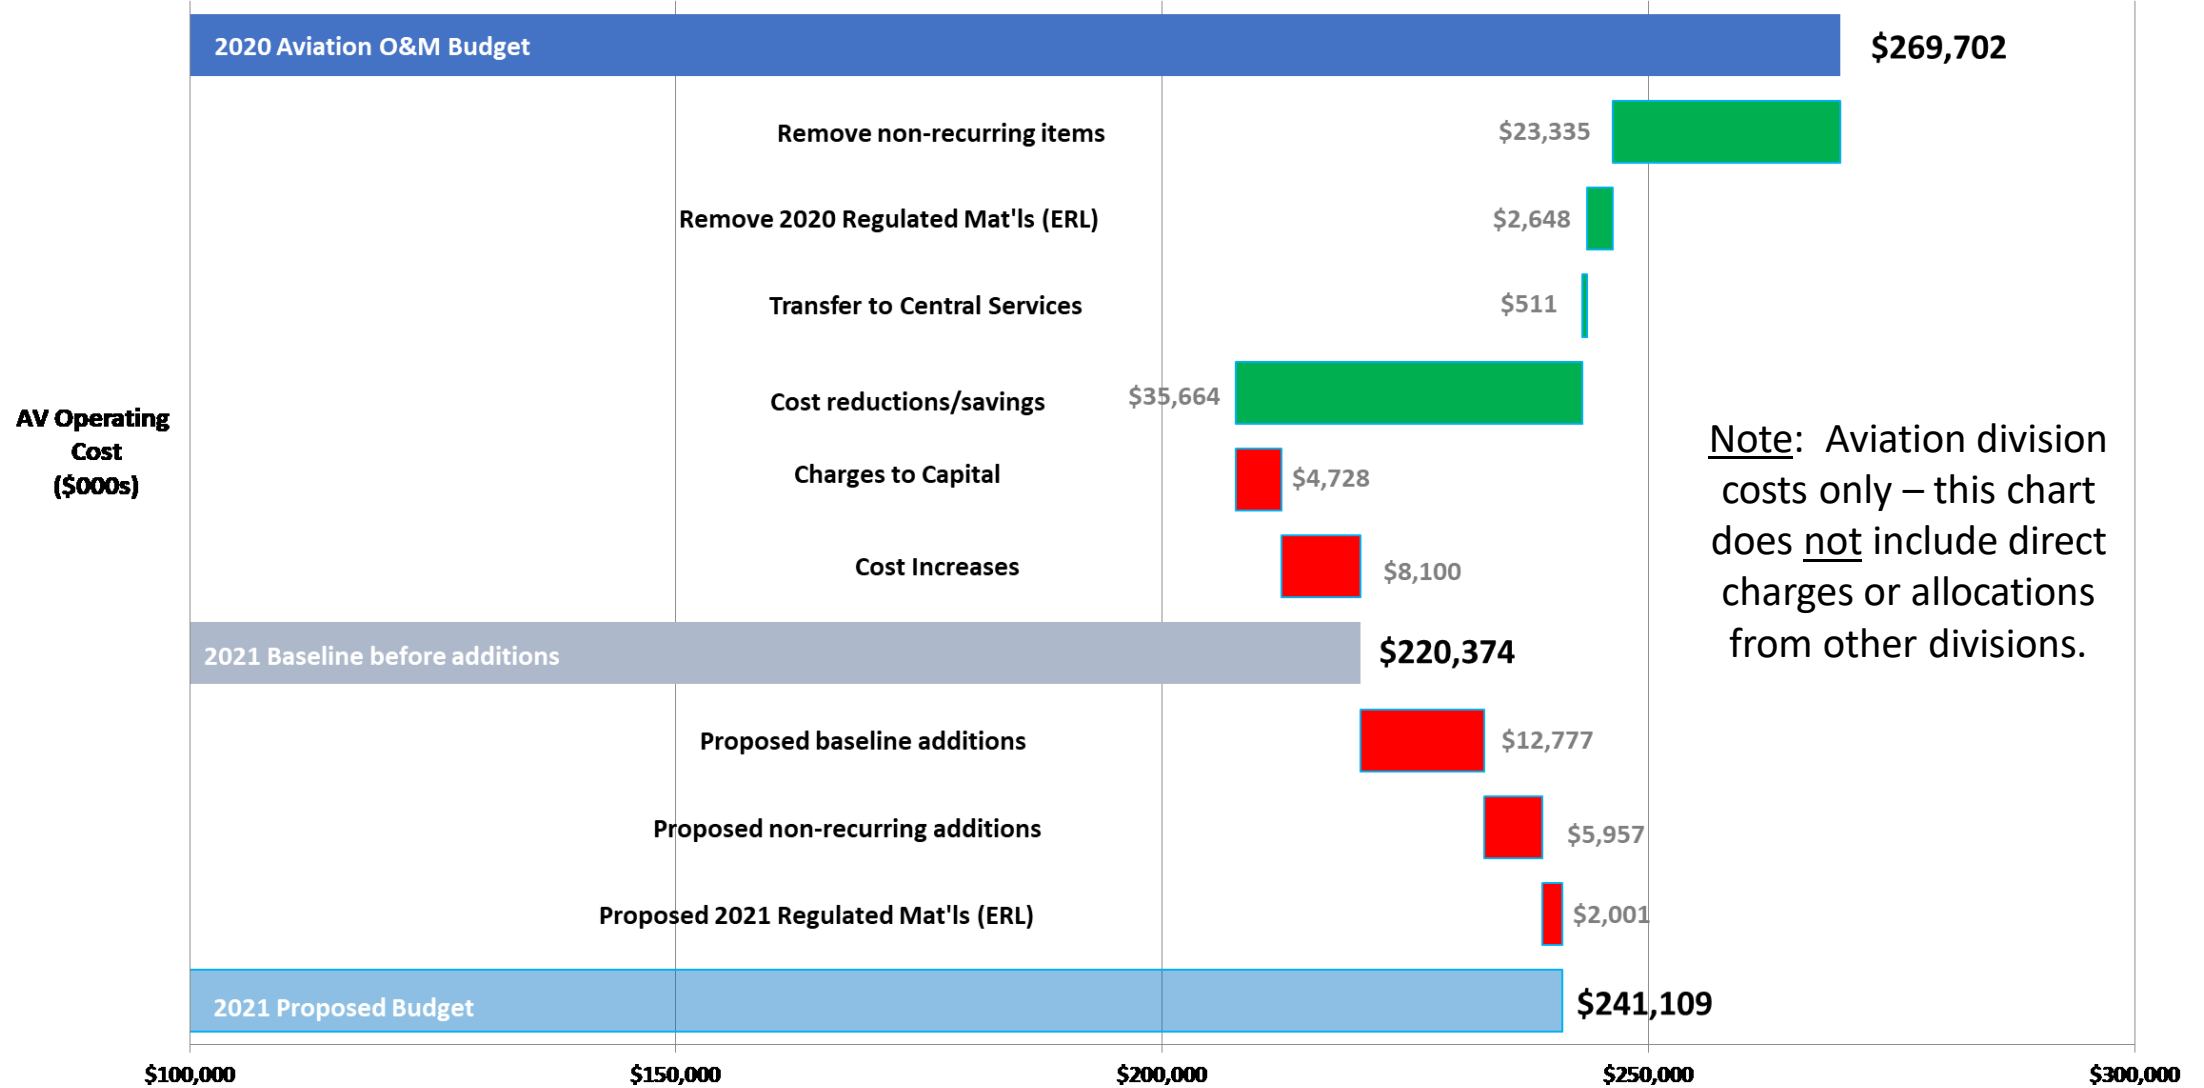 2020 Aviation O&M Budget
$269,702
Remove non-recurring items
$23,335
Remove 2020 Regulated Mat'ls (ERL)
$2,648
Transfer to Central Services
$511
Cost reductions/savings
$35,664
AV Operating
Cost
($000s)
Charges to Capital
$4,728
Cost Increases
$8,100
Note:  Aviation division
costs only – this chart
does not include direct
charges or allocations
from other divisions.
2021 Baseline before additions
$220,374
Proposed baseline additions
$12,777
Proposed non-recurring additions
$5,957
Proposed 2021 Regulated Mat'ls (ERL)
$2,001
2021 Proposed Budget
$241,109
$100,000
$150,000
$200,000
$250,000
$300,000